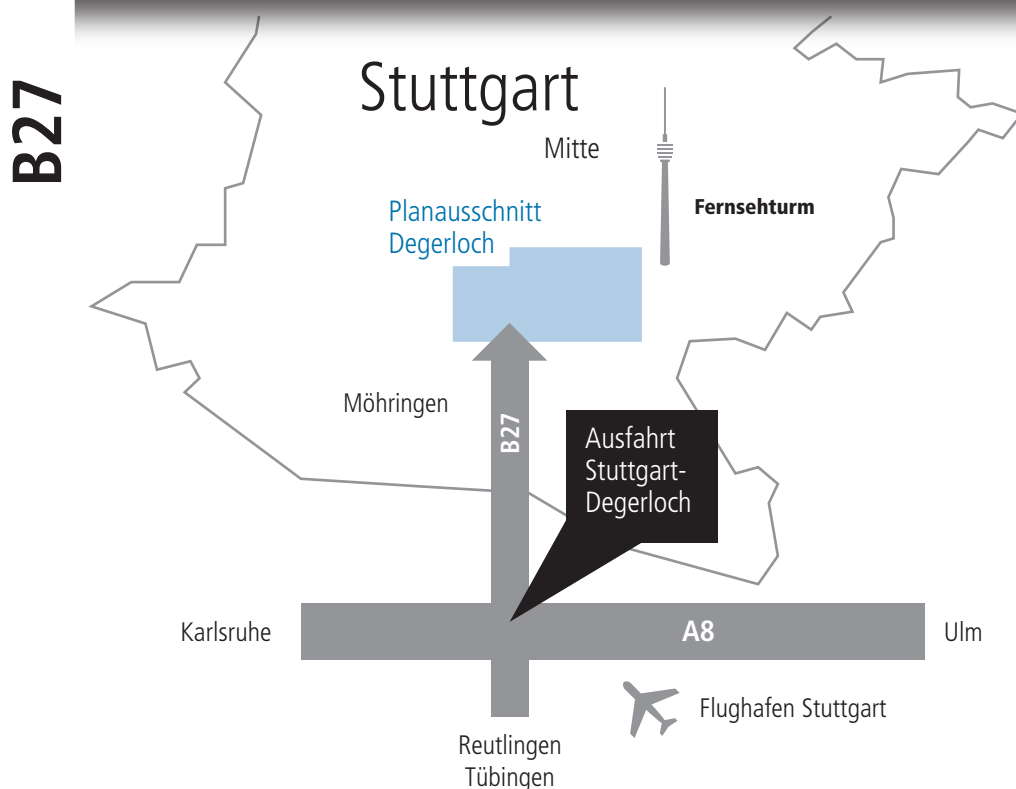 B27
Stuttgart
Mitte
Fernsehturm
Planausschnitt
Degerloch
Möhringen
B27
Ausfahrt
Stuttgart-
Degerloch
Karlsruhe
A8
Ulm
Flughafen Stuttgart
Reutlingen
Tübingen